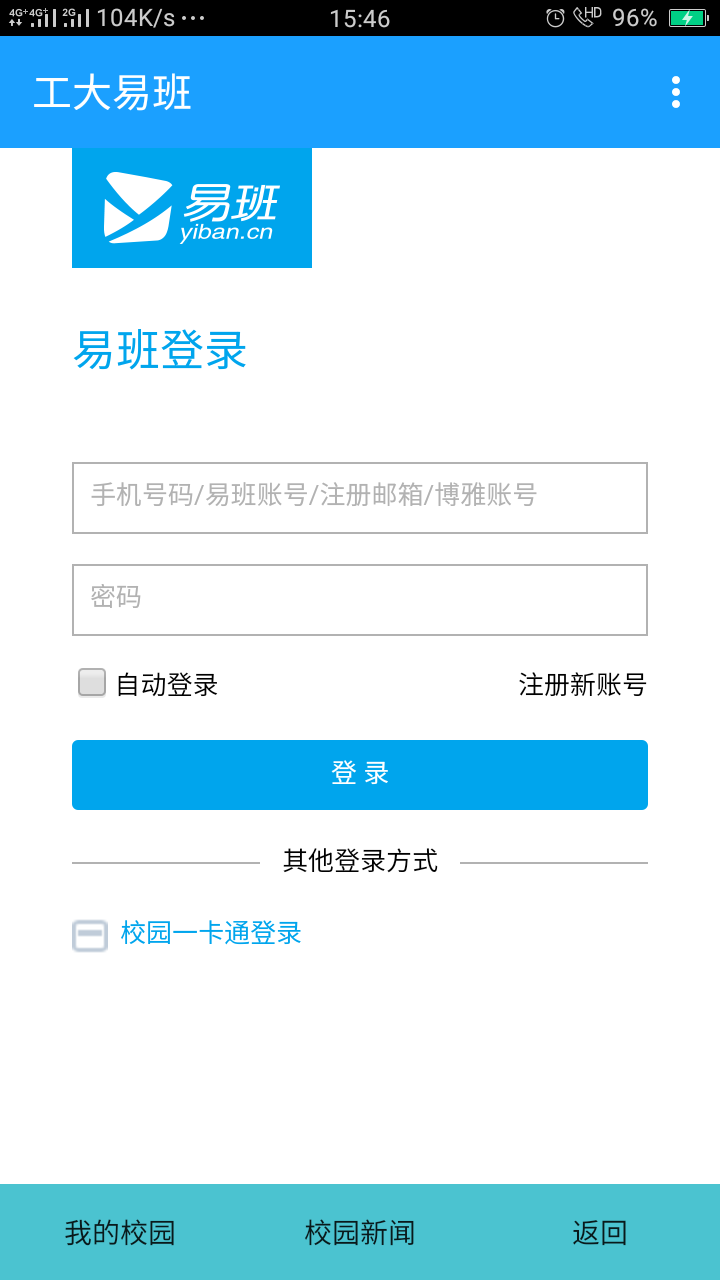 4G+4G+ 2G 104K/s ··· 15:46 HD 96%
工大易班
易班
yiban.cn
易班登录
手机号码/易班账号/注册邮箱/博雅账号
密码
自动登录 注册新账号
登 录
其他登录方式
校园一卡通登录
我的校园 校园新闻 返回